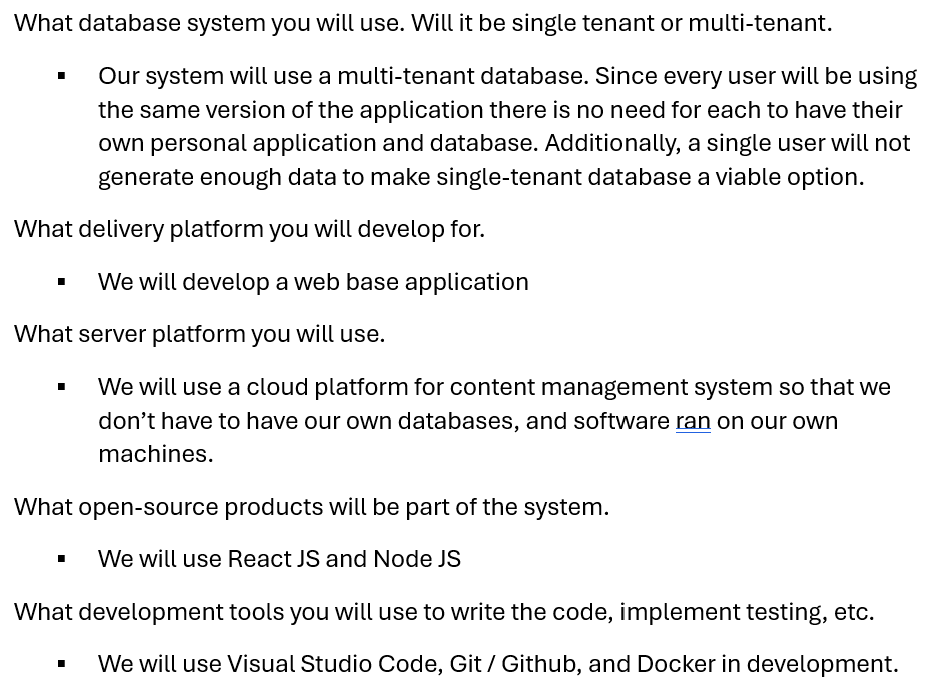 What database system you will use. Will it be single tenant or multi-tenant.
▪ Our system will use a multi-tenant database. Since every user will be using
the same version of the application there is no need for each to have their
own personal application and database. Additionally, a single user will not
generate enough data to make single-tenant database a viable option.
What delivery platform you will develop for.
▪ We will develop a web base application
What server platform you will use.
▪ We will use a cloud platform for content management system so that we
don’t have to have our own databases, and software ran on our own
machines.
What open-source products will be part of the system.
▪ We will use React JS and Node JS
What development tools you will use to write the code, implement testing, etc.
▪ We will use Visual Studio Code, Git / Github, and Docker in development.